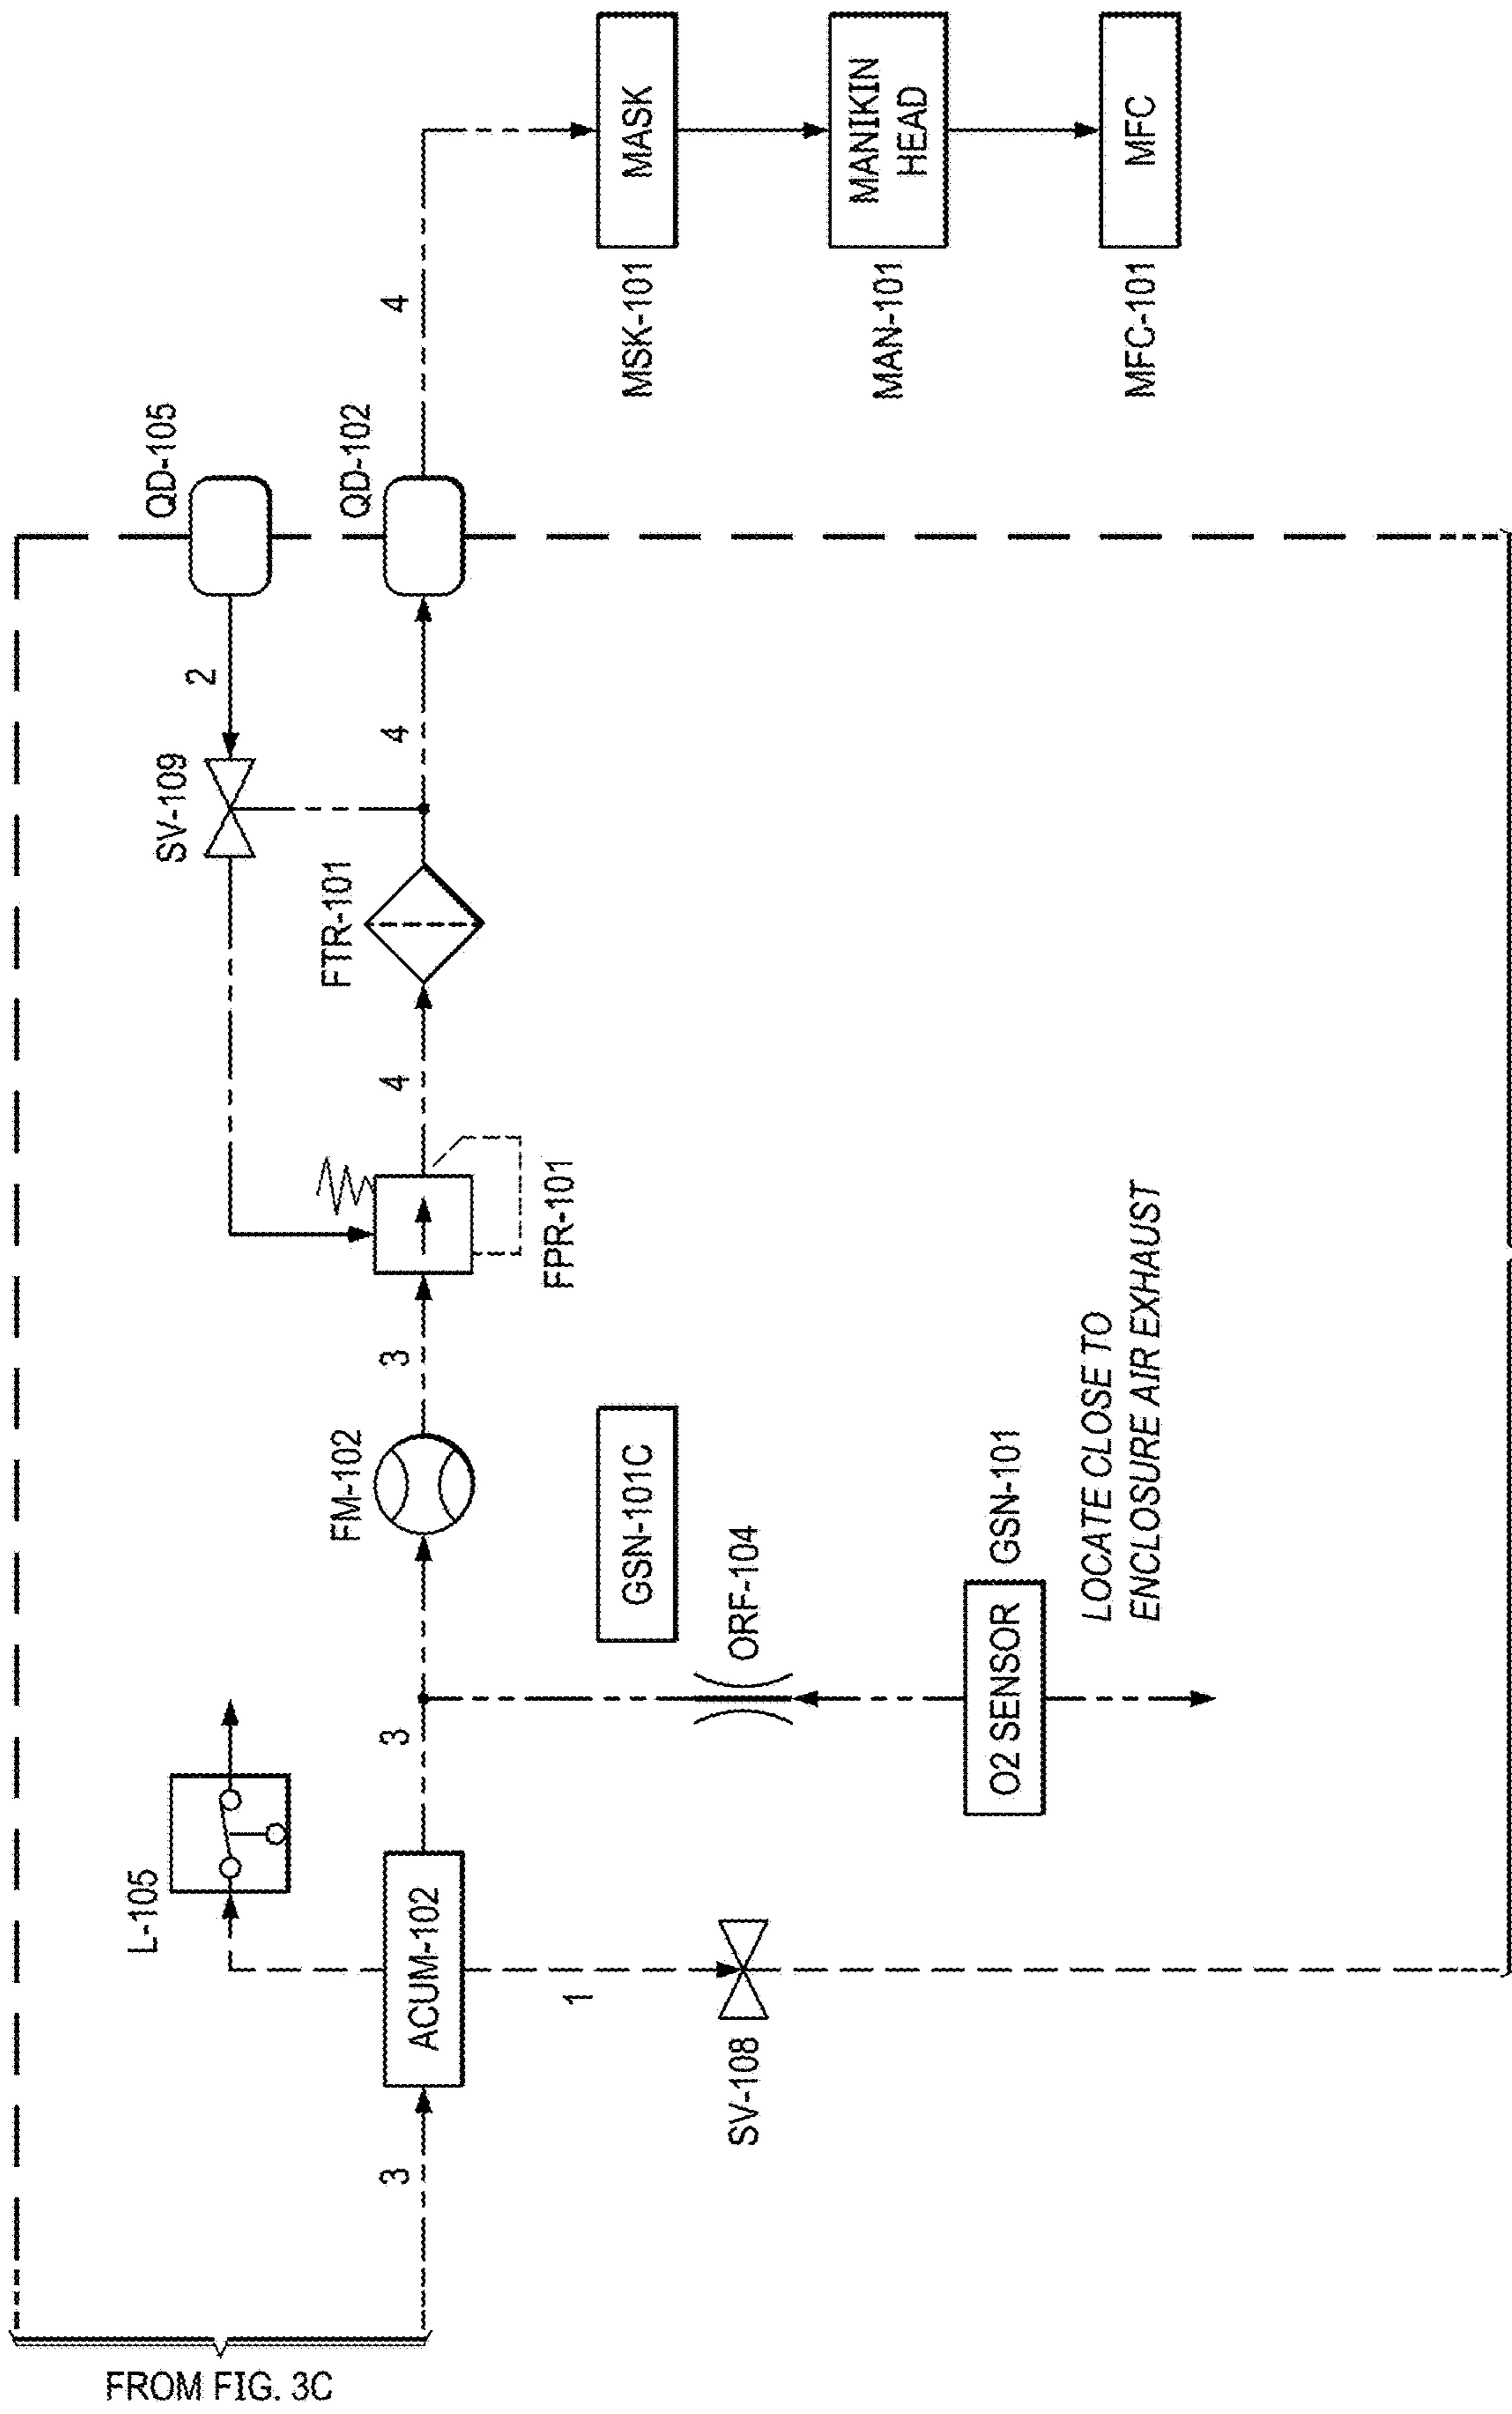 FROM FIG. 3C
3
ACUM-102
L-105
1
SV-108
3
ORF-104
GSN-101C
O2 SENSOR
GSN-101
LOCATE CLOSE TO
ENCLOSURE AIR EXHAUST
FM-102
3
FPR-101
4
FTR-101
SV-109
4
2
QD-105
QD-102
4
MASK
MSK-101
MANIKIN
HEAD
MAN-101
MFC
MFC-101